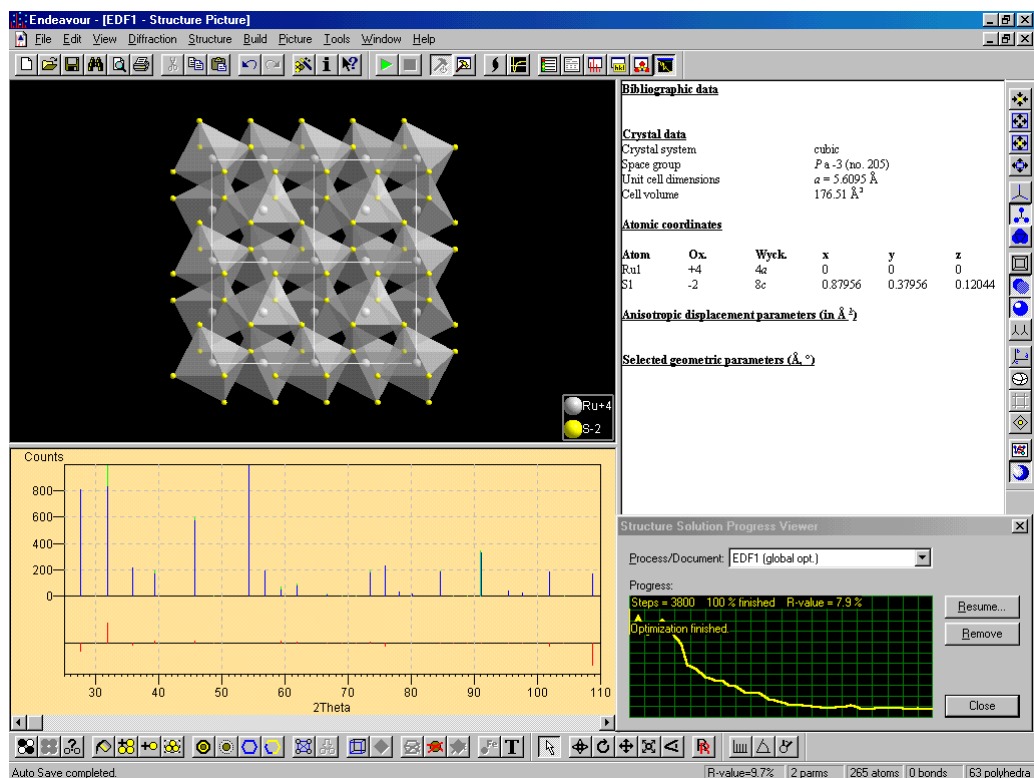 Endeavour - [EDF1 - Structure Picture]
File Edit View Diffraction Structure Build Picture Tools Window Help
Bibliographic data
Crystal data
Crystal system cubic
Space group P a -3 (no. 205)
Unit cell dimensions a = 5.6095 Å
Cell volume 176.51 Å³
Atomic coordinates
Atom Ox. Wyck. x y z
Ru1 +4 4a 0 0 0
S1 -2 8c 0.87956 0.37956 0.12044
Anisotropic displacement parameters (in Å²)
Selected geometric parameters (Å, °)
Ru+4
S-2
Counts
800
600
400
200
0
30 40 50 60 70 80 90 100 110
2Theta
Structure Solution Progress Viewer
Process/Document: EDF1 (global opt.)
Progress:
Steps = 3800 100 % finished R-value = 7.9 %
Optimization finished.
Resume...
Remove
Close
Auto Save completed. R-value=9.7% 2 parms 265 atoms 0 bonds 63 polyhedra